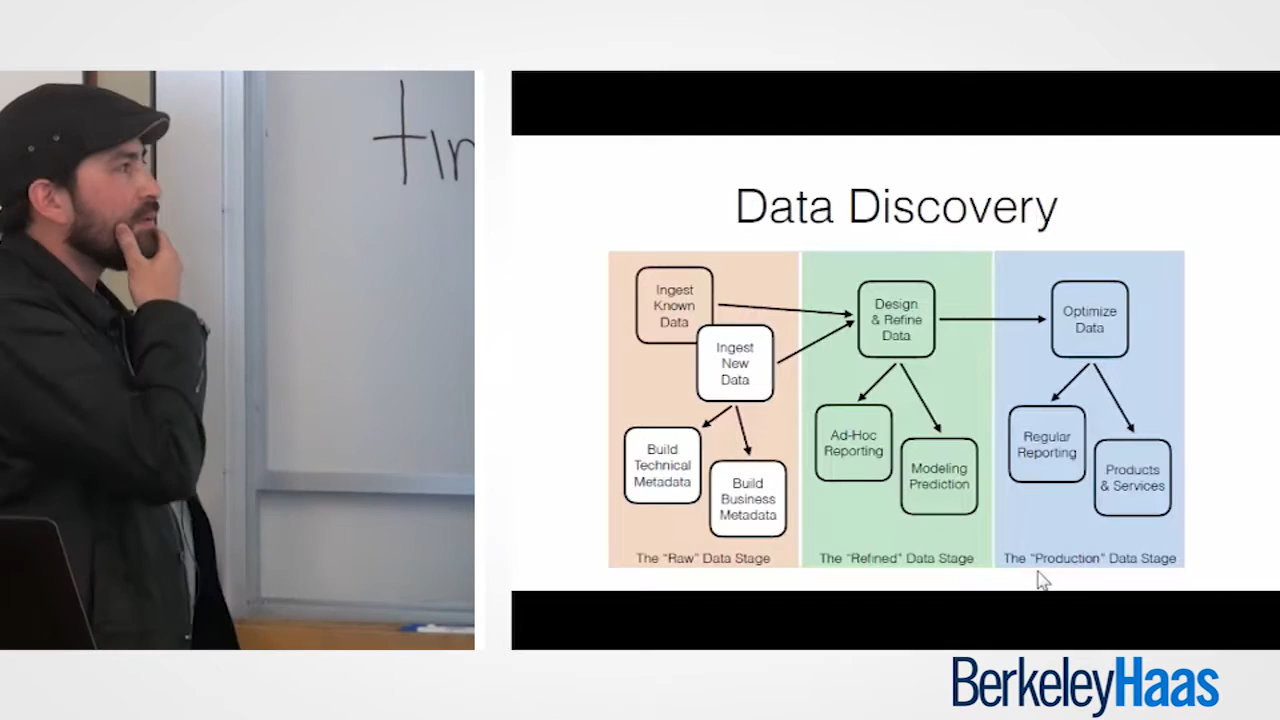 Data Discovery
Ingest
Known
Data
Ingest
New
Data
Build
Technical
Metadata
Build
Business
Metadata
The "Raw" Data Stage
Design
& Refine
Data
Ad-Hoc
Reporting
Modeling
Prediction
The "Refined" Data Stage
Optimize
Data
Regular
Reporting
Products
& Services
The "Production" Data Stage
BerkeleyHaas